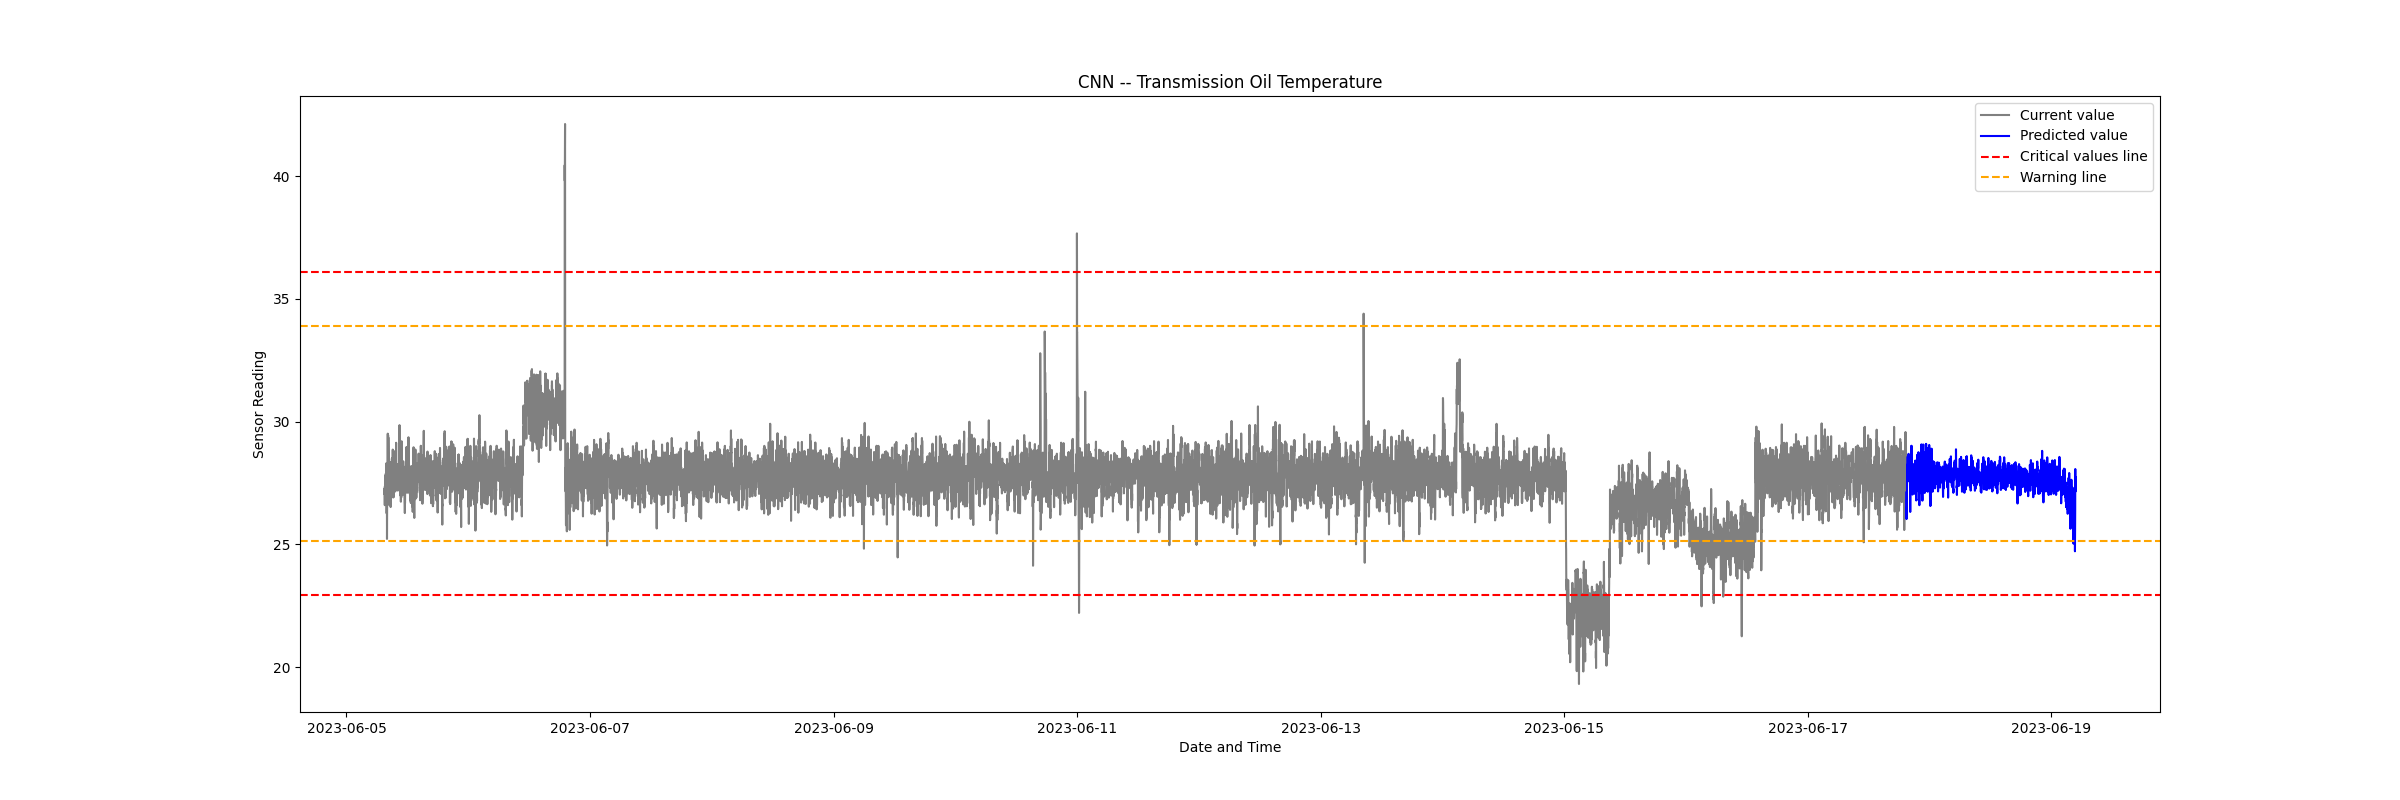 CNN -- Transmission Oil Temperature
Current value
Predicted value
Critical values line
Warning line
40
35
30
25
20
Sensor Reading
2023-06-05 2023-06-07 2023-06-09 2023-06-11 2023-06-13 2023-06-15 2023-06-17 2023-06-19
Date and Time